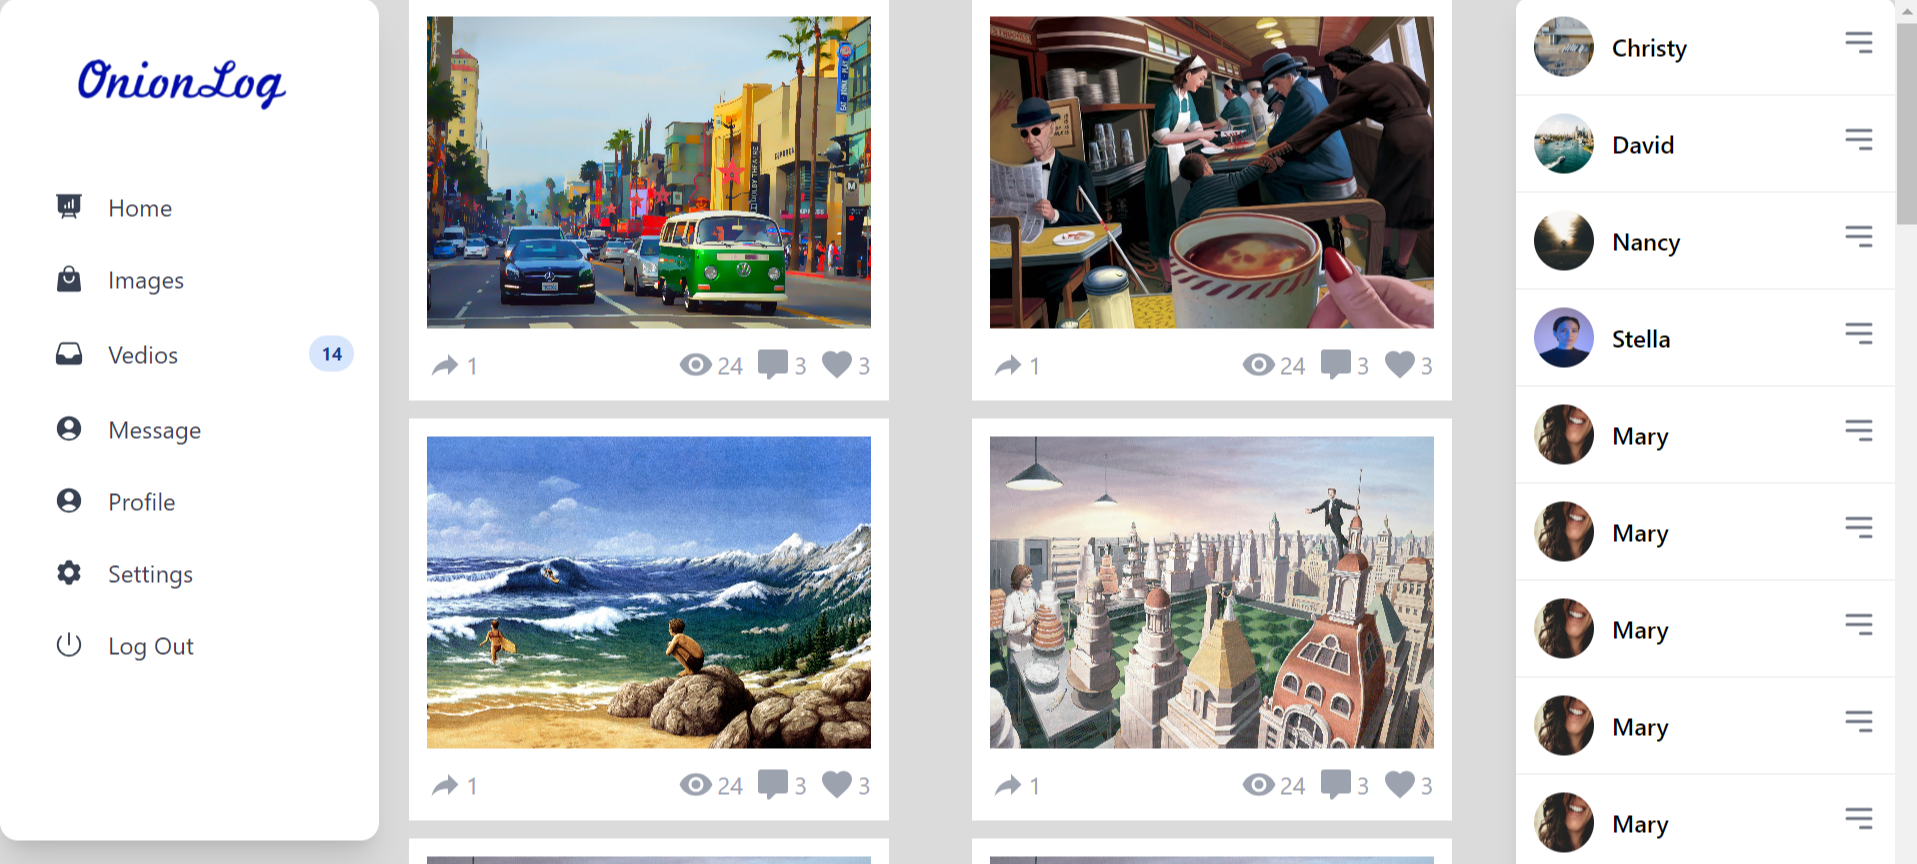 OnionLog
Home
Images
Vedios 14
Message
Profile
Settings
Log Out
1 24 3 3
1 24 3 3
1 24 3 3
1 24 3 3
Christy
David
Nancy
Stella
Mary
Mary
Mary
Mary
Mary